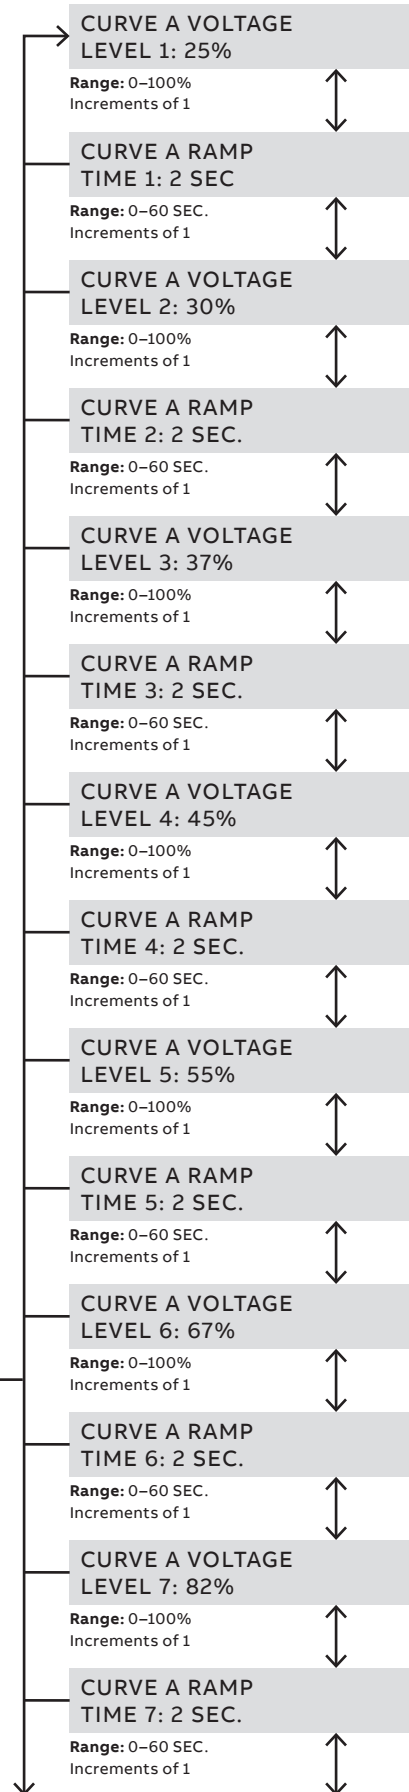 CURVE A VOLTAGE
LEVEL 1: 25%
Range: 0–100%
Increments of 1
CURVE A RAMP
TIME 1: 2 SEC
Range: 0–60 SEC.
Increments of 1
CURVE A VOLTAGE
LEVEL 2: 30%
Range: 0–100%
Increments of 1
CURVE A RAMP
TIME 2: 2 SEC.
Range: 0–60 SEC.
Increments of 1
CURVE A VOLTAGE
LEVEL 3: 37%
Range: 0–100%
Increments of 1
CURVE A RAMP
TIME 3: 2 SEC.
Range: 0–60 SEC.
Increments of 1
CURVE A VOLTAGE
LEVEL 4: 45%
Range: 0–100%
Increments of 1
CURVE A RAMP
TIME 4: 2 SEC.
Range: 0–60 SEC.
Increments of 1
CURVE A VOLTAGE
LEVEL 5: 55%
Range: 0–100%
Increments of 1
CURVE A RAMP
TIME 5: 2 SEC.
Range: 0–60 SEC.
Increments of 1
CURVE A VOLTAGE
LEVEL 6: 67%
Range: 0–100%
Increments of 1
CURVE A RAMP
TIME 6: 2 SEC.
Range: 0–60 SEC.
Increments of 1
CURVE A VOLTAGE
LEVEL 7: 82%
Range: 0–100%
Increments of 1
CURVE A RAMP
TIME 7: 2 SEC.
Range: 0–60 SEC.
Increments of 1